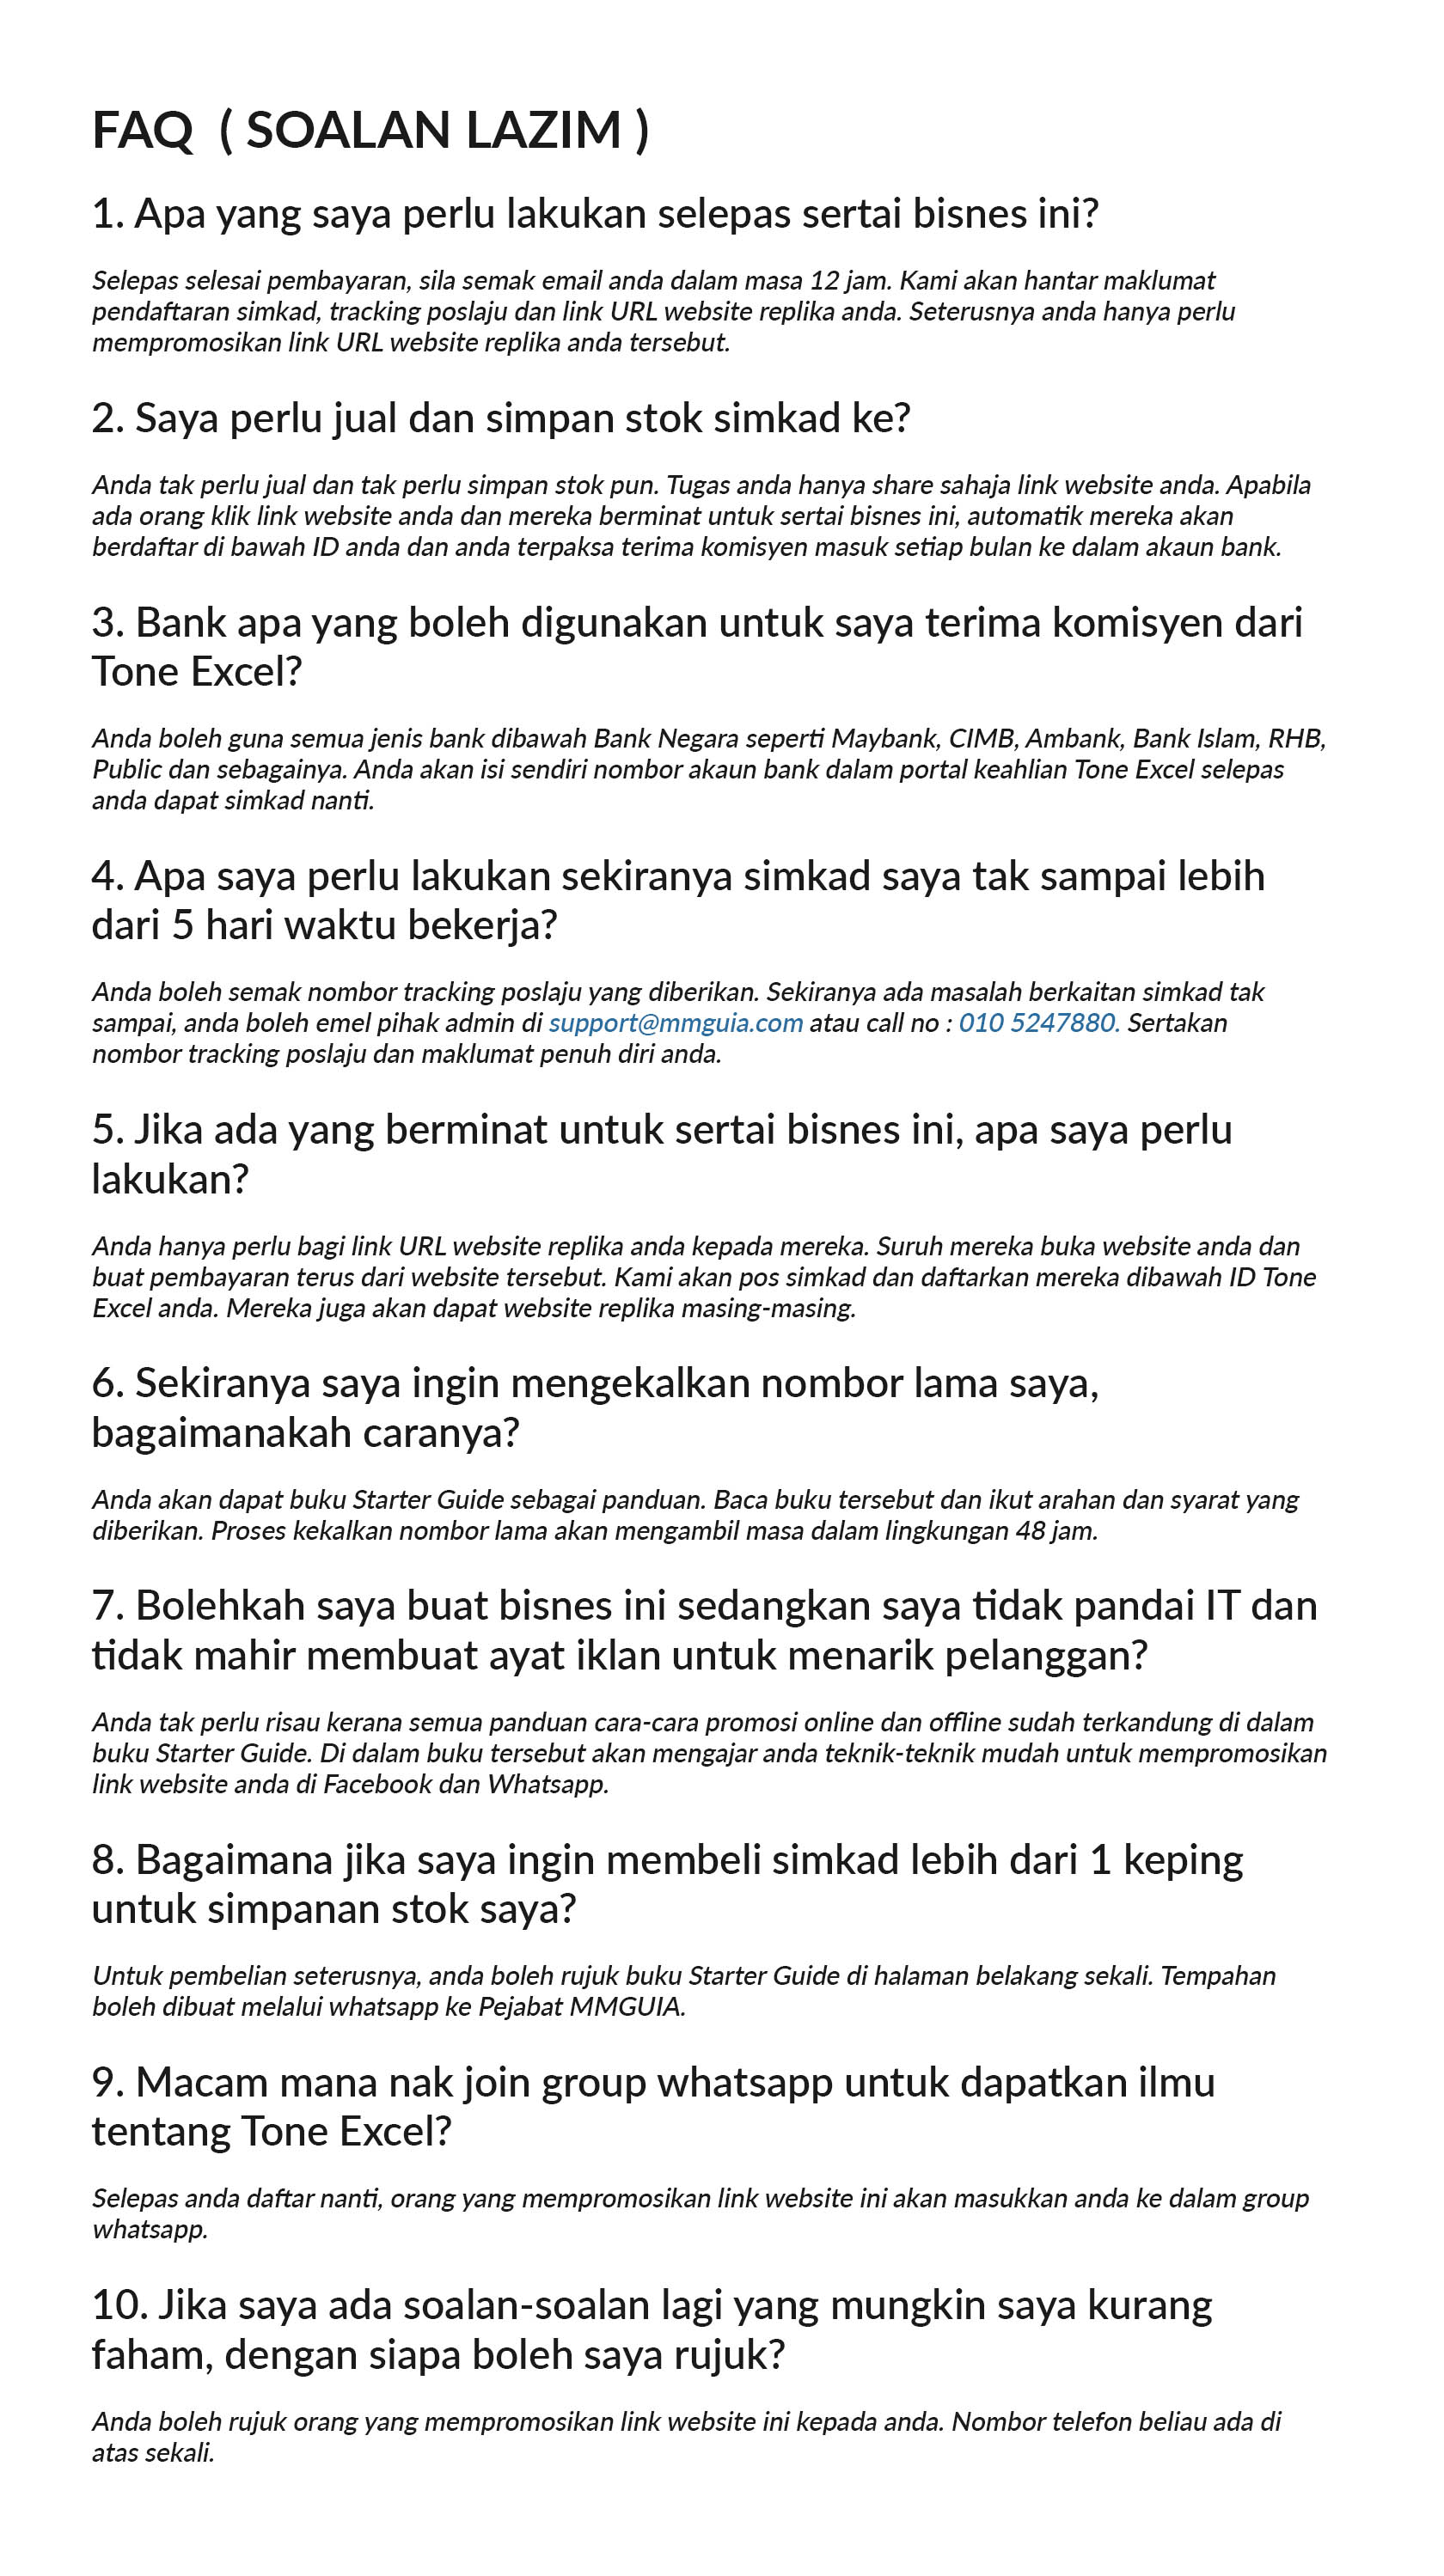 FAQ ( SOALAN LAZIM )
1. Apa yang saya perlu lakukan selepas sertai bisnes ini?
Selepas selesai pembayaran, sila semak email anda dalam masa 12 jam. Kami akan hantar maklumat
pendaftaran simkad, tracking poslaju dan link URL website replika anda. Seterusnya anda hanya perlu
mempromosikan link URL website replika anda tersebut.
2. Saya perlu jual dan simpan stok simkad ke?
Anda tak perlu jual dan tak perlu simpan stok pun. Tugas anda hanya share sahaja link website anda. Apabila
ada orang klik link website anda dan mereka berminat untuk sertai bisnes ini, automatik mereka akan
berdaftar di bawah ID anda dan anda terpaksa terima komisyen masuk setiap bulan ke dalam akaun bank.
3. Bank apa yang boleh digunakan untuk saya terima komisyen dari
Tone Excel?
Anda boleh guna semua jenis bank dibawah Bank Negara seperti Maybank, CIMB, Ambank, Bank Islam, RHB,
Public dan sebagainya. Anda akan isi sendiri nombor akaun bank dalam portal keahlian Tone Excel selepas
anda dapat simkad nanti.
4. Apa saya perlu lakukan sekiranya simkad saya tak sampai lebih
dari 5 hari waktu bekerja?
Anda boleh semak nombor tracking poslaju yang diberikan. Sekiranya ada masalah berkaitan simkad tak
sampai, anda boleh emel pihak admin di support@mmguia.com atau call no : 010 5247880. Sertakan
nombor tracking poslaju dan maklumat penuh diri anda.
5. Jika ada yang berminat untuk sertai bisnes ini, apa saya perlu
lakukan?
Anda hanya perlu bagi link URL website replika anda kepada mereka. Suruh mereka buka website anda dan
buat pembayaran terus dari website tersebut. Kami akan pos simkad dan daftarkan mereka dibawah ID Tone
Excel anda. Mereka juga akan dapat website replika masing-masing.
6. Sekiranya saya ingin mengekalkan nombor lama saya,
bagaimanakah caranya?
Anda akan dapat buku Starter Guide sebagai panduan. Baca buku tersebut dan ikut arahan dan syarat yang
diberikan. Proses kekalkan nombor lama akan mengambil masa dalam lingkungan 48 jam.
7. Bolehkah saya buat bisnes ini sedangkan saya tidak pandai IT dan
tidak mahir membuat ayat iklan untuk menarik pelanggan?
Anda tak perlu risau kerana semua panduan cara-cara promosi online dan offline sudah terkandung di dalam
buku Starter Guide. Di dalam buku tersebut akan mengajar anda teknik-teknik mudah untuk mempromosikan
link website anda di Facebook dan Whatsapp.
8. Bagaimana jika saya ingin membeli simkad lebih dari 1 keping
untuk simpanan stok saya?
Untuk pembelian seterusnya, anda boleh rujuk buku Starter Guide di halaman belakang sekali. Tempahan
boleh dibuat melalui whatsapp ke Pejabat MMGUIA.
9. Macam mana nak join group whatsapp untuk dapatkan ilmu
tentang Tone Excel?
Selepas anda daftar nanti, orang yang mempromosikan link website ini akan masukkan anda ke dalam group
whatsapp.
10. Jika saya ada soalan-soalan lagi yang mungkin saya kurang
faham, dengan siapa boleh saya rujuk?
Anda boleh rujuk orang yang mempromosikan link website ini kepada anda. Nombor telefon beliau ada di
atas sekali.